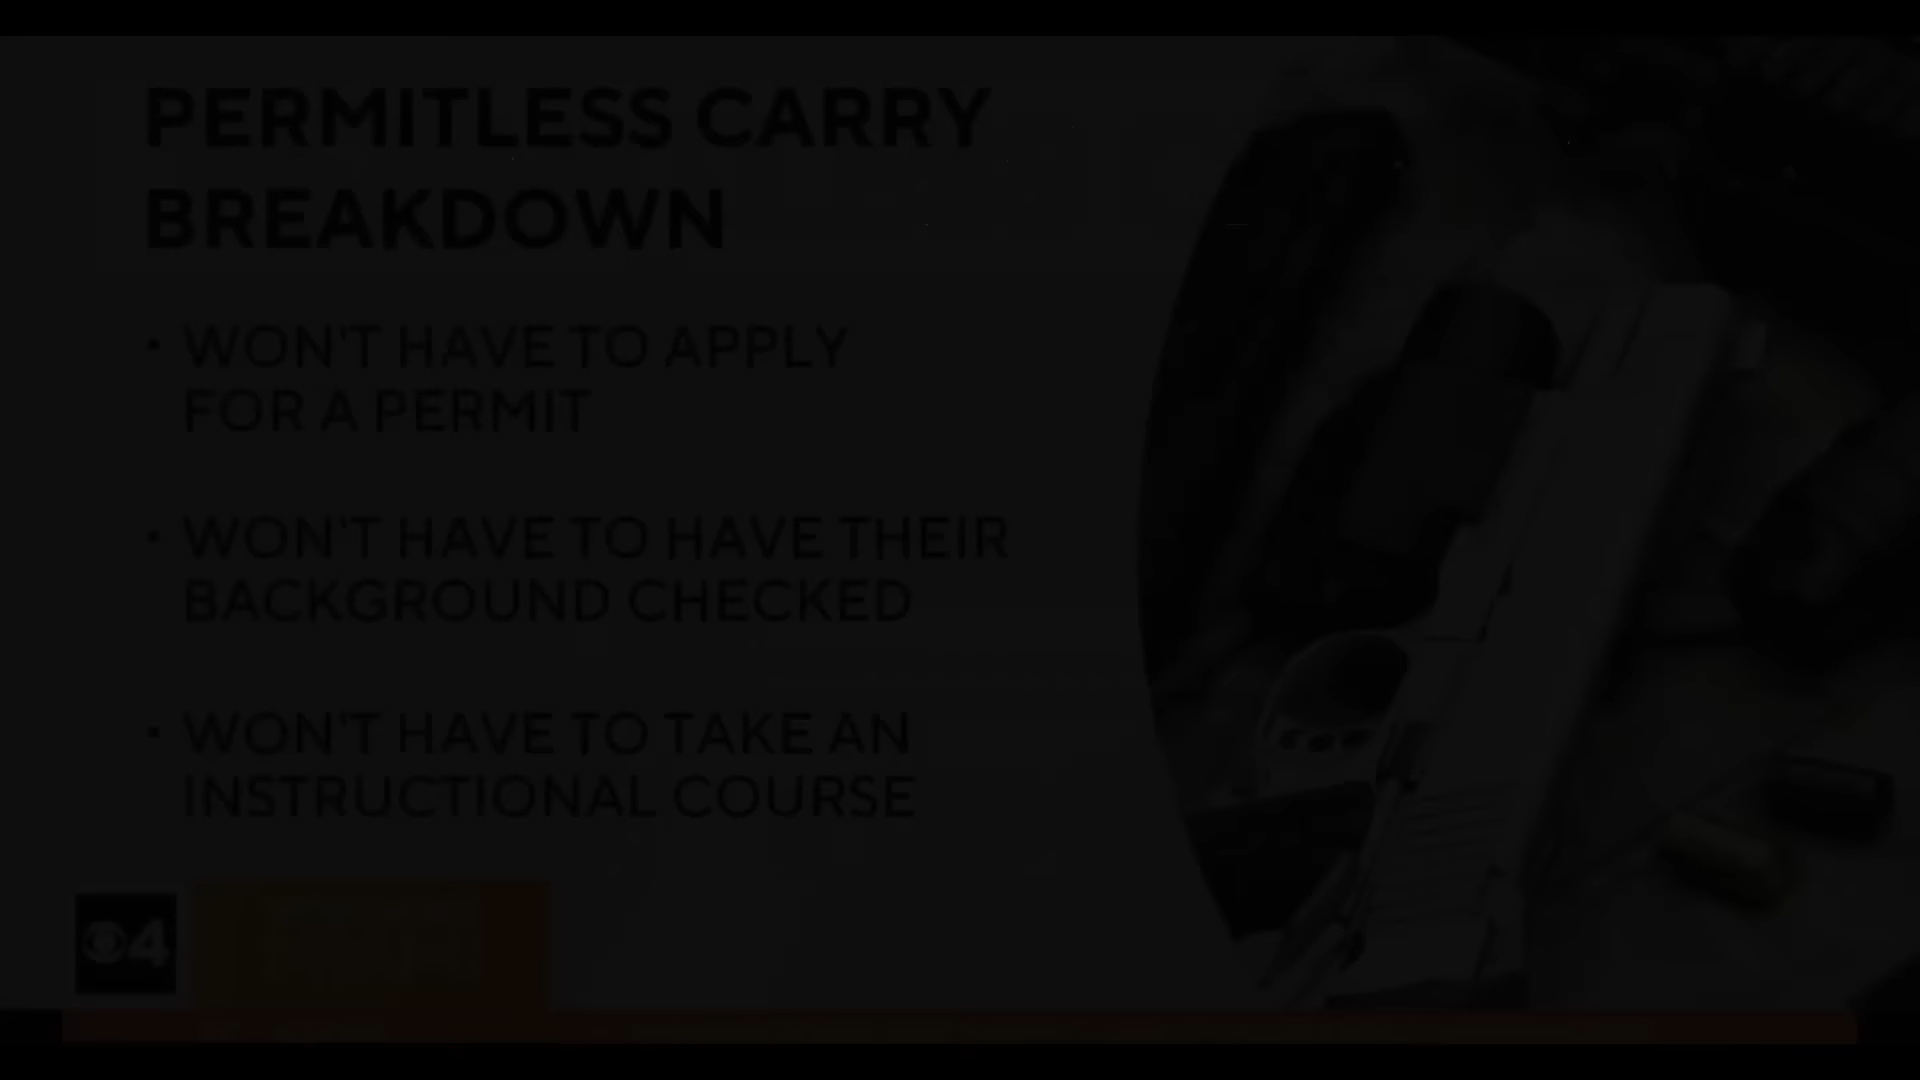 PERMITLESS CARRY
BREAKDOWN
• WON'T HAVE TO APPLY
FOR A PERMIT
• WON'T HAVE TO HAVE THEIR
BACKGROUND CHECKED
• WON'T HAVE TO TAKE AN
INSTRUCTIONAL COURSE
4